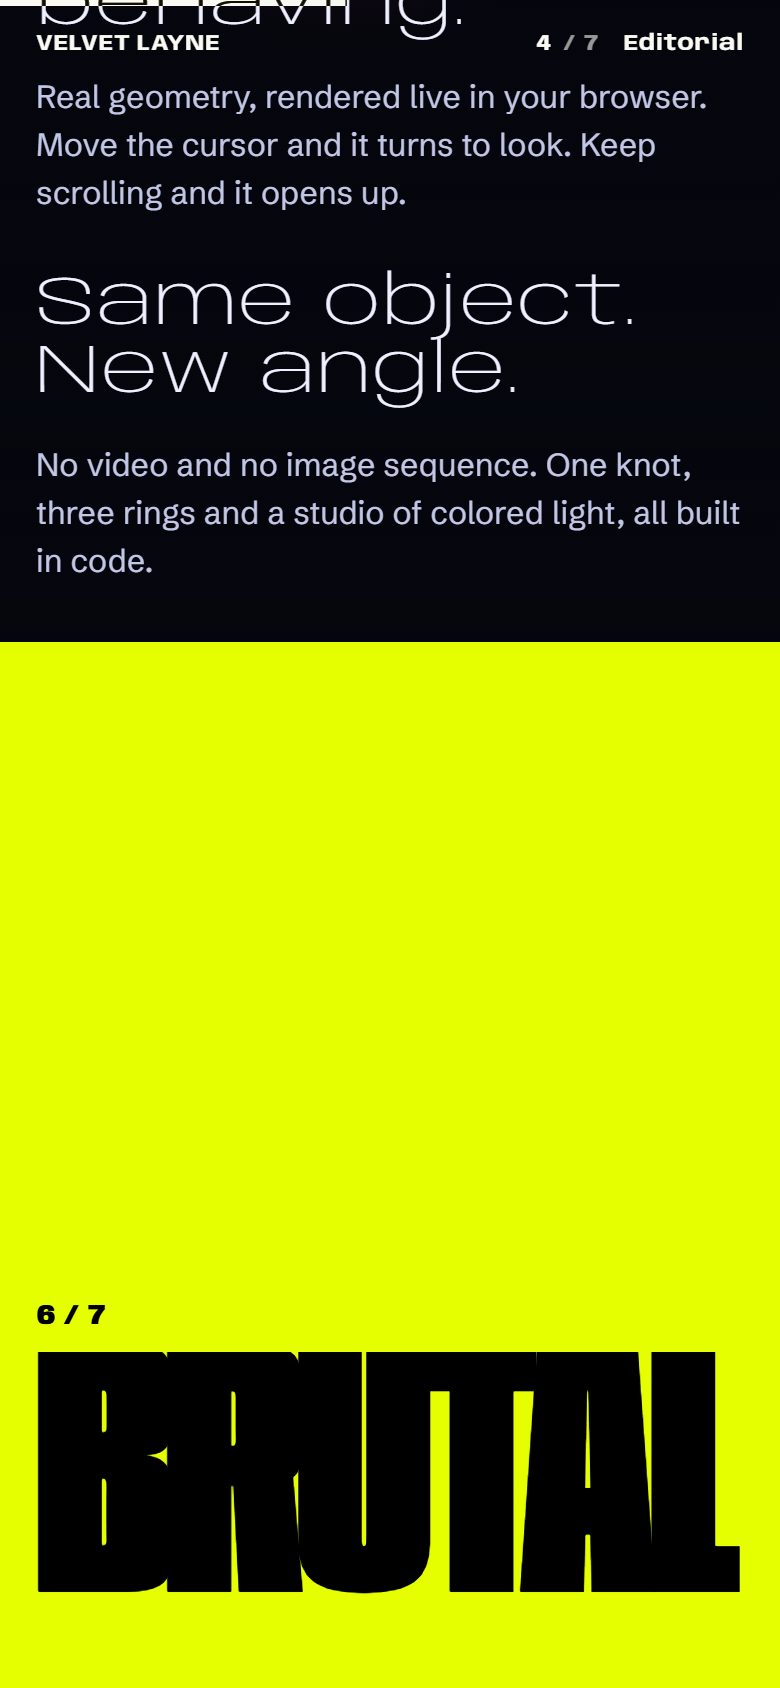 behaving.
VELVET LAYNE
4 / 7 Editorial
Real geometry, rendered live in your browser.
Move the cursor and it turns to look. Keep
scrolling and it opens up.
Same object.
New angle.
No video and no image sequence. One knot,
three rings and a studio of colored light, all built
in code.
6 / 7
BRUTAL